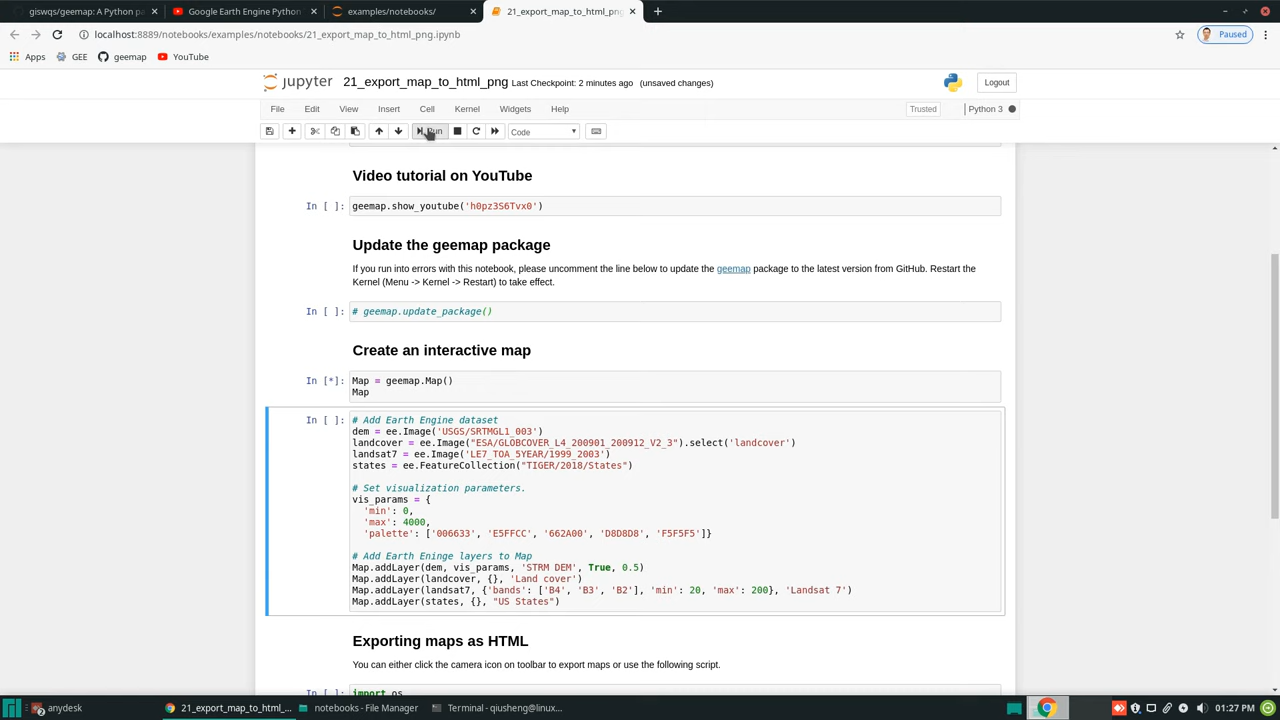 giswqs/geemap: A Python pa
Google Earth Engine Python
examples/notebooks/
21_export_map_to_html_pn
localhost:8889/notebooks/examples/notebooks/21_export_map_to_html_png.ipynb
Paused
Apps
GEE
geemap
YouTube
jupyter
21_export_map_to_html_png Last Checkpoint: 2 minutes ago (unsaved changes)
Logout
File Edit View Insert Cell Kernel Widgets Help
Trusted
Python 3
Run
Code
Video tutorial on YouTube
In [ ]: geemap.show_youtube('h0pz3S6Tvx0')
Update the geemap package
If you run into errors with this notebook, please uncomment the line below to update the geemap package to the latest version from GitHub. Restart the
Kernel (Menu -> Kernel -> Restart) to take effect.
In [ ]: # geemap.update_package()
Create an interactive map
In [*]: Map = geemap.Map()
Map
In [ ]: # Add Earth Engine dataset
dem = ee.Image('USGS/SRTMGL1_003')
landcover = ee.Image("ESA/GLOBCOVER_L4_200901_200912_V2_3").select('landcover')
landsat7 = ee.Image('LE7_TOA_5YEAR/1999_2003')
states = ee.FeatureCollection("TIGER/2018/States")
# Set visualization parameters.
vis_params = {
'min': 0,
'max': 4000,
'palette': ['006633', 'E5FFCC', '662A00', 'D8D8D8', 'F5F5F5']}
# Add Earth Eninge layers to Map
Map.addLayer(dem, vis_params, 'STRM DEM', True, 0.5)
Map.addLayer(landcover, {}, 'Land cover')
Map.addLayer(landsat7, {'bands': ['B4', 'B3', 'B2'], 'min': 20, 'max': 200}, 'Landsat 7')
Map.addLayer(states, {}, "US States")
Exporting maps as HTML
You can either click the camera icon on toolbar to export maps or use the following script.
In [ ]: import os
anydesk
21_export_map_to_html_...
notebooks - File Manager
Terminal - qiusheng@linux...
01:27 PM